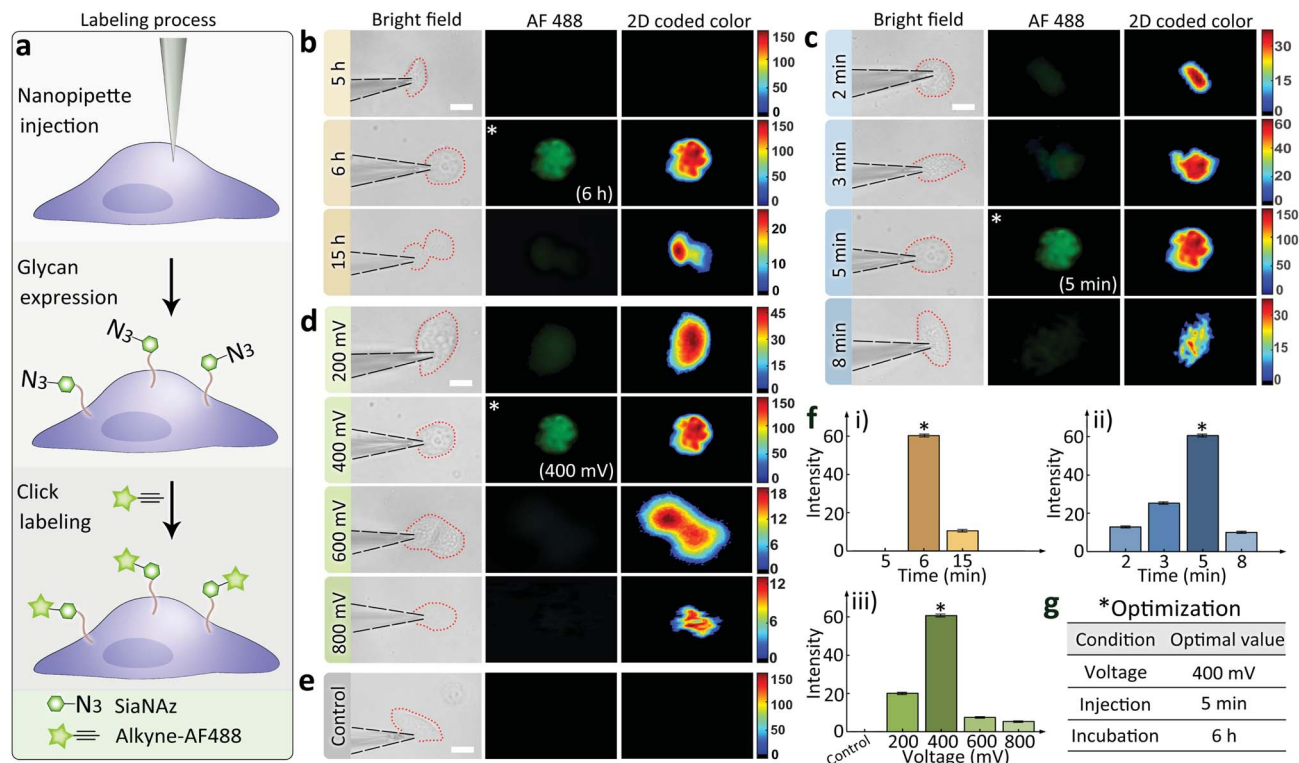 Labeling process
a
Nanopipette
injection
Glycan
expression
N3
N3
N3
Click
labeling
N3 SiaNAz
Alkyne-AF488
Bright field AF 488 2D coded color
b
5 h
150
100
50
0
6 h
*
(6 h)
150
100
50
0
15 h
20
10
0
Bright field AF 488 2D coded color
c
2 min
30
15
0
3 min
60
40
20
0
5 min
*
(5 min)
150
100
50
0
8 min
30
15
0
d
200 mV
45
30
15
0
400 mV
*
(400 mV)
150
100
50
0
600 mV
18
12
6
0
800 mV
12
8
4
0
e
Control
150
100
50
0
f
i)
Intensity
60
40
20
0
*
5 6 15
Time (min)
ii)
Intensity
60
40
20
0
*
2 3 5 8
Time (min)
iii)
Intensity
60
40
20
0
*
Control 200 400 600 800
Voltage (mV)
g
*Optimization
Condition Optimal value
Voltage 400 mV
Injection 5 min
Incubation 6 h